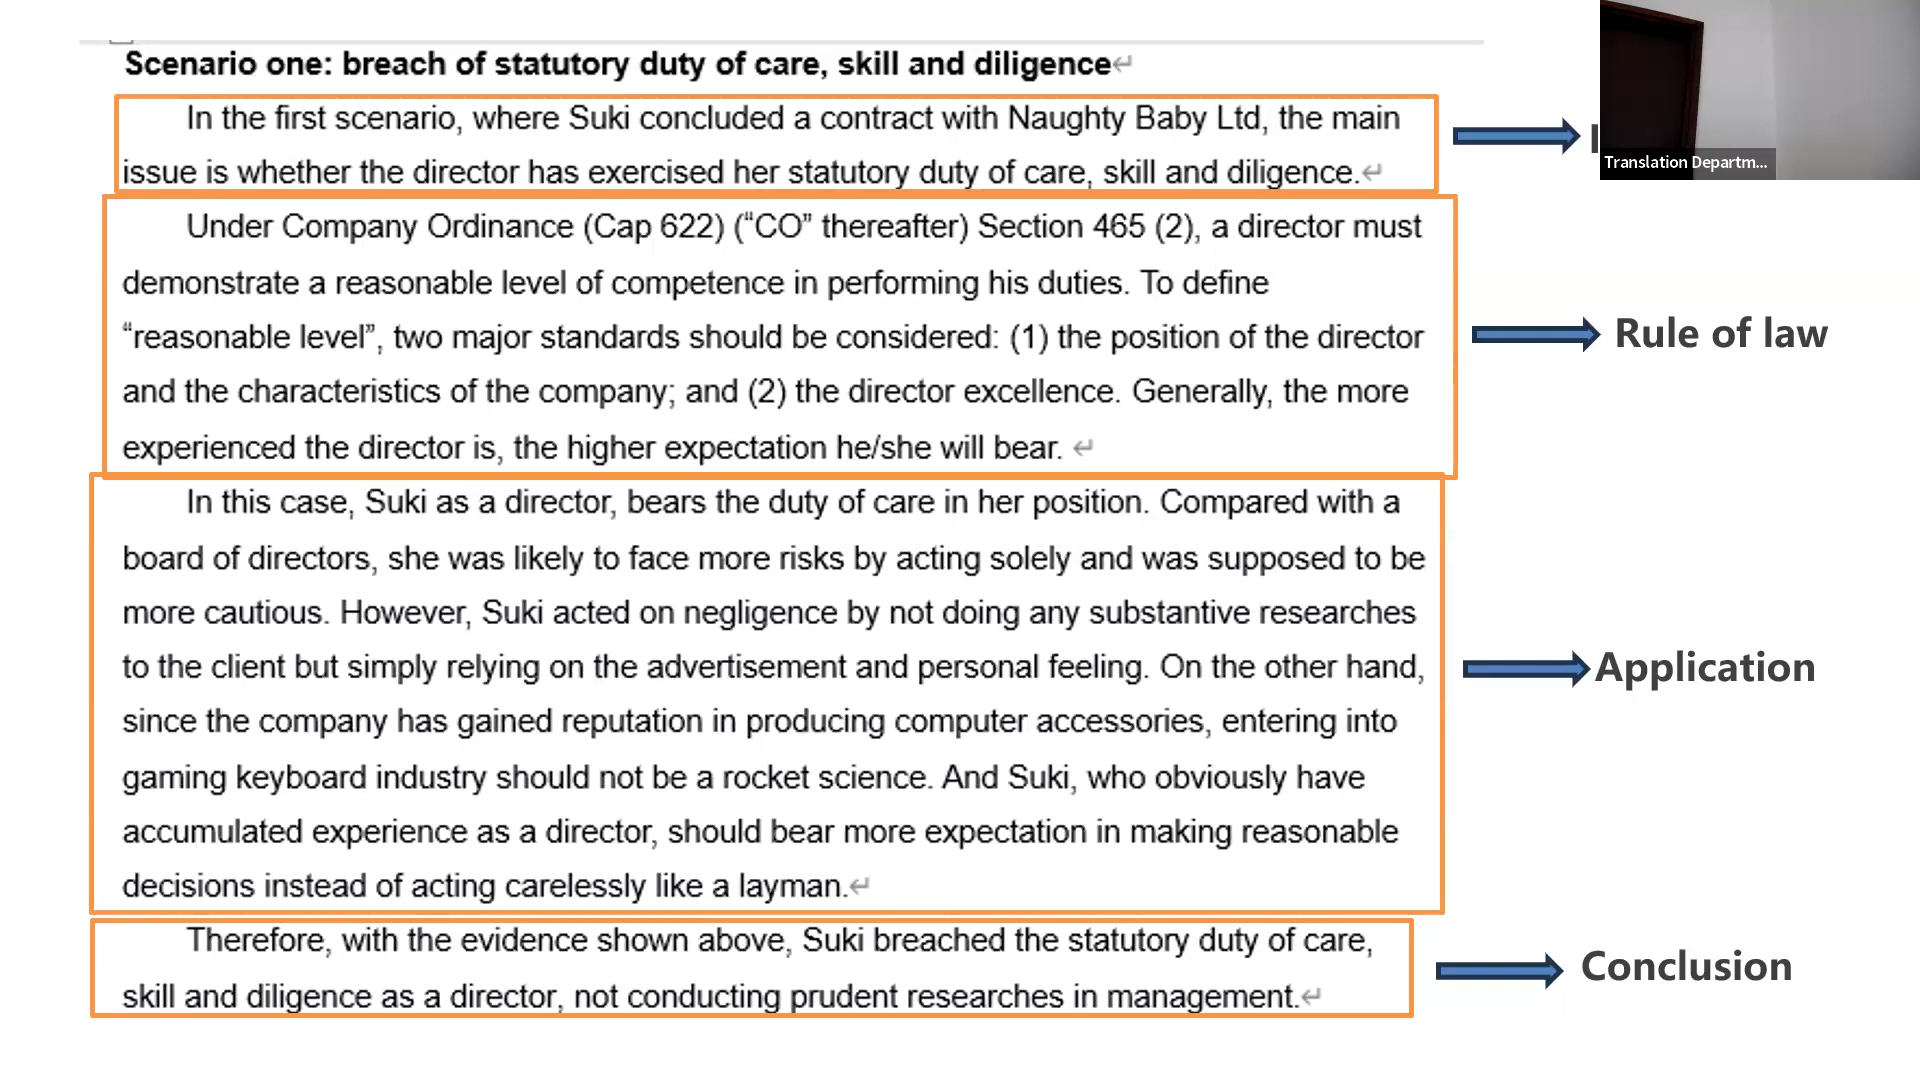 Scenario one: breach of statutory duty of care, skill and diligence↵
In the first scenario, where Suki concluded a contract with Naughty Baby Ltd, the main
issue is whether the director has exercised her statutory duty of care, skill and diligence.↵
Translation Departm...
Under Company Ordinance (Cap 622) (“CO” thereafter) Section 465 (2), a director must
demonstrate a reasonable level of competence in performing his duties. To define
“reasonable level”, two major standards should be considered: (1) the position of the director
and the characteristics of the company; and (2) the director excellence. Generally, the more
experienced the director is, the higher expectation he/she will bear. ↵
Rule of law
In this case, Suki as a director, bears the duty of care in her position. Compared with a
board of directors, she was likely to face more risks by acting solely and was supposed to be
more cautious. However, Suki acted on negligence by not doing any substantive researches
to the client but simply relying on the advertisement and personal feeling. On the other hand,
since the company has gained reputation in producing computer accessories, entering into
gaming keyboard industry should not be a rocket science. And Suki, who obviously have
accumulated experience as a director, should bear more expectation in making reasonable
decisions instead of acting carelessly like a layman.↵
Application
Therefore, with the evidence shown above, Suki breached the statutory duty of care,
skill and diligence as a director, not conducting prudent researches in management.↵
Conclusion